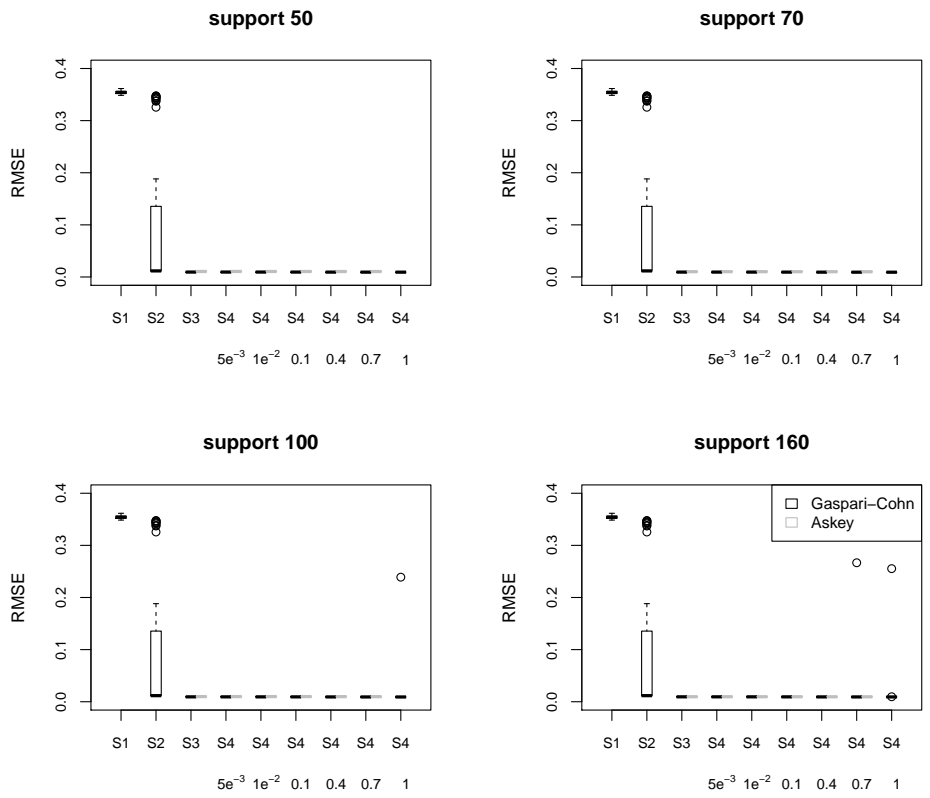 support 50
RMSE
0.4
0.3
0.2
0.1
0.0
S1 S2 S3 S4 S4 S4 S4 S4 S4
5e−3 1e−2 0.1 0.4 0.7 1
support 70
RMSE
0.4
0.3
0.2
0.1
0.0
S1 S2 S3 S4 S4 S4 S4 S4 S4
5e−3 1e−2 0.1 0.4 0.7 1
support 100
RMSE
0.4
0.3
0.2
0.1
0.0
S1 S2 S3 S4 S4 S4 S4 S4 S4
5e−3 1e−2 0.1 0.4 0.7 1
support 160
RMSE
0.4
0.3
0.2
0.1
0.0
Gaspari−Cohn
Askey
S1 S2 S3 S4 S4 S4 S4 S4 S4
5e−3 1e−2 0.1 0.4 0.7 1